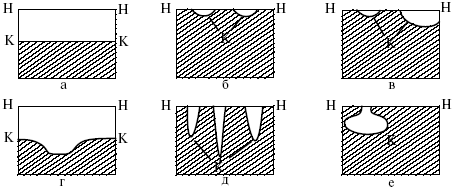 Н Н Н Н Н Н
К К К К
а б в
Н Н Н Н Н Н
К К К К
г д е